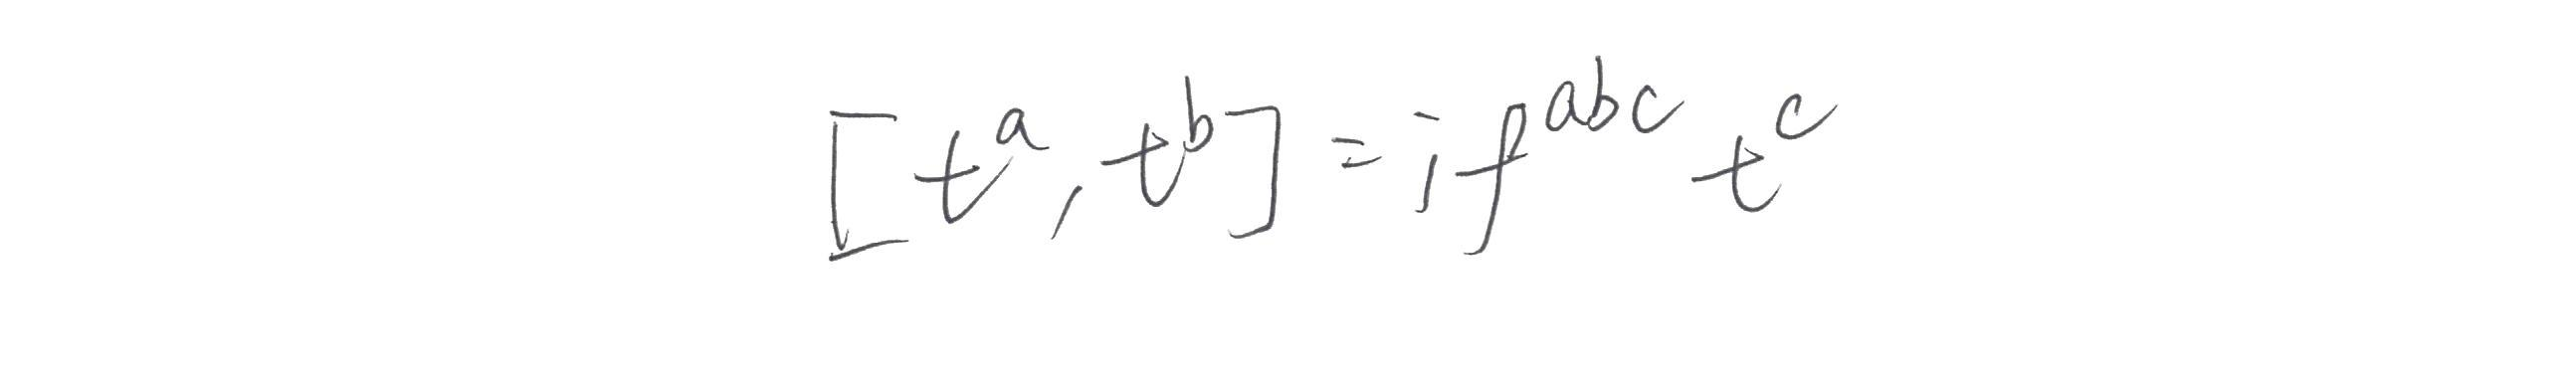 [t^a, t^b] = i f^{abc} t^c